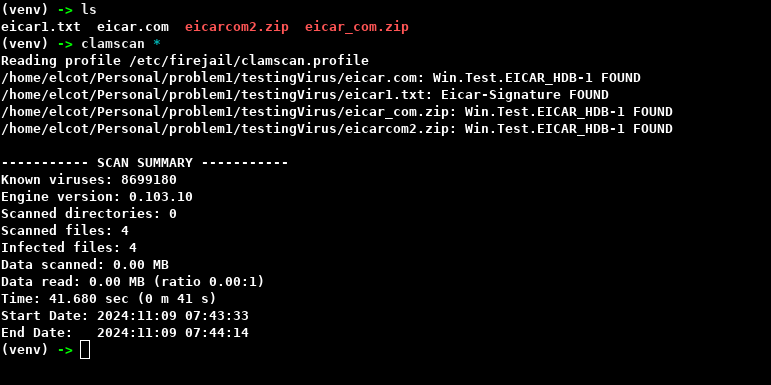 (venv) -> ls
eicar1.txt  eicar.com  eicarcom2.zip  eicar_com.zip
(venv) -> clamscan *
Reading profile /etc/firejail/clamscan.profile
/home/elcot/Personal/problem1/testingVirus/eicar.com: Win.Test.EICAR_HDB-1 FOUND
/home/elcot/Personal/problem1/testingVirus/eicar1.txt: Eicar-Signature FOUND
/home/elcot/Personal/problem1/testingVirus/eicar_com.zip: Win.Test.EICAR_HDB-1 FOUND
/home/elcot/Personal/problem1/testingVirus/eicarcom2.zip: Win.Test.EICAR_HDB-1 FOUND

----------- SCAN SUMMARY -----------
Known viruses: 8699180
Engine version: 0.103.10
Scanned directories: 0
Scanned files: 4
Infected files: 4
Data scanned: 0.00 MB
Data read: 0.00 MB (ratio 0.00:1)
Time: 41.680 sec (0 m 41 s)
Start Date: 2024:11:09 07:43:33
End Date:   2024:11:09 07:44:14
(venv) ->